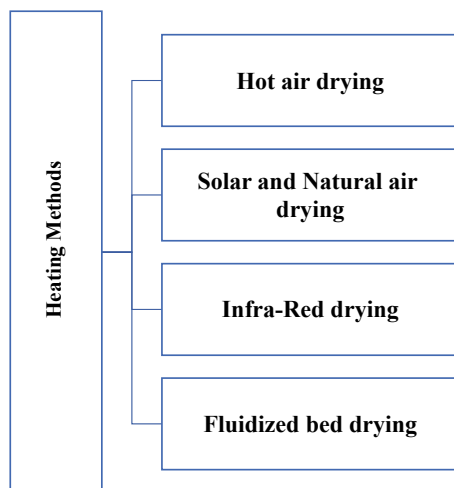 Heating Methods
Hot air drying
Solar and Natural air
drying
Infra-Red drying
Fluidized bed drying